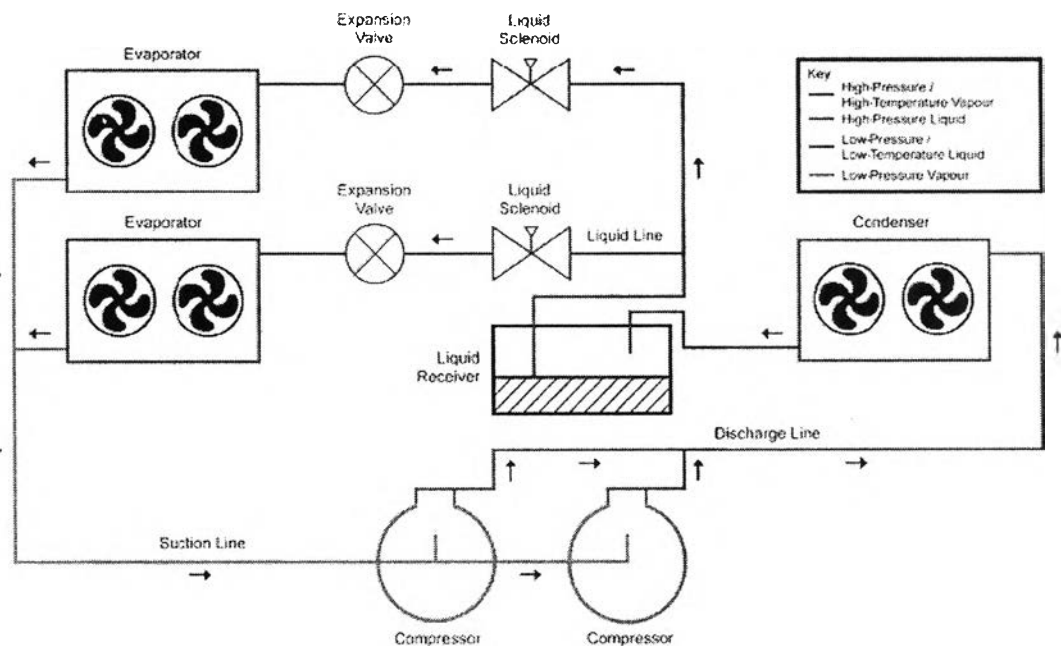 Expansion
Valve
Liquid
Solenoid
Evaporator
Key
High-Pressure /
High-Temperature Vapour
High-Pressure Liquid
Low-Pressure /
Low-Temperature Liquid
Low-Pressure Vapour
Expansion
Valve
Liquid
Solenoid
Evaporator
Liquid Line
Condenser
Liquid
Receiver
Discharge Line
Suction Line
Compressor
Compressor